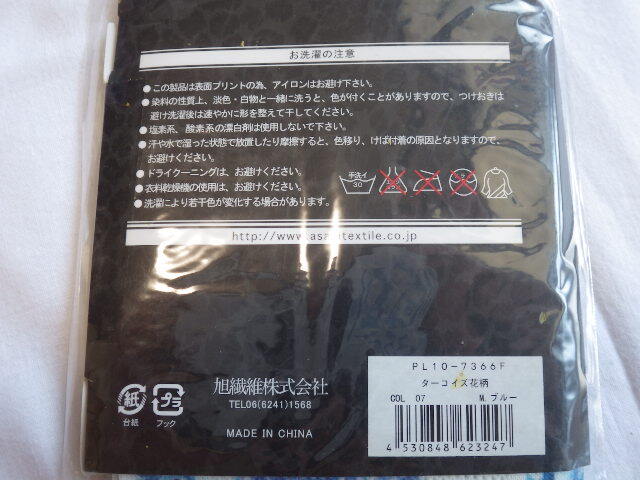 お洗濯の注意
●この製品は表面プリントの為、アイロンはお避け下さい。
●染料の性質上、淡色・白物と一緒に洗うと、色が付くことがありますので、つけおきは
避け洗濯後は速やかに形を整えて干してください。
●塩素系、酸素系の漂白剤は使用しないで下さい。
●汗や水で湿った状態で放置したり摩擦すると、色移り、けば付着の原因となりますので、
お避けください。
●ドライクーニングは、お避けください。
●衣料乾燥機の使用は、お避けください。
●洗濯により若干色が変化する場合があります。
手洗イ
30
http://www.asahitextile.co.jp
PL10-7366F
ターコイズ花柄
COL 07 M.ブルー
4 530848 623247
紙
台紙
プラ
フック
旭繊維株式会社
TEL06(6241)1568
MADE IN CHINA